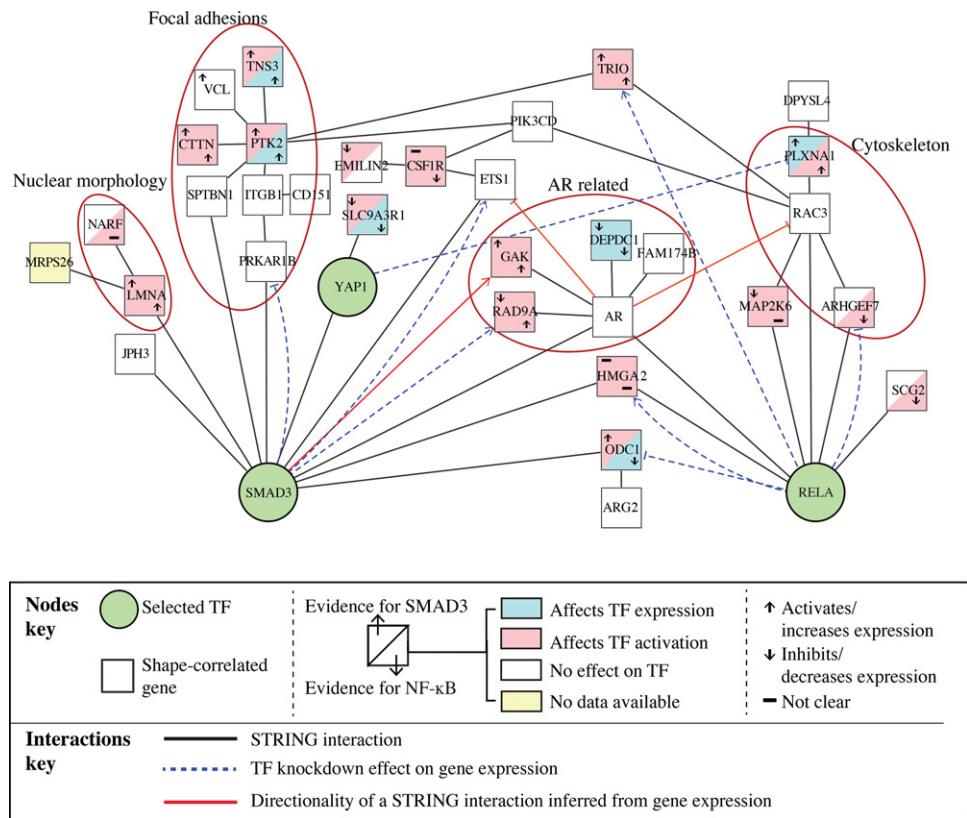 Focal adhesions
TNS3
VCL
TRIO
DPYSL4
CTTN
PTK2
PIK3CD
EMILIN2
CSF1R
PLXNA1
Cytoskeleton
Nuclear morphology
SPTBN1
ITGB1
CD151
ETS1
AR related
SLC9A3R1
RAC3
NARF
DEPDC1
FAM174B
GAK
MRPS26
PRKAR1B
LMNA
YAP1
RAD9A
AR
MAP2K6
ARHGEF7
JPH3
HMGA2
SCG2
ODC1
SMAD3
RELA
ARG2
Nodes
key
Selected TF
Shape-correlated
gene
Evidence for SMAD3
Evidence for NF-κB
Affects TF expression
Affects TF activation
No effect on TF
No data available
Activates/
increases expression
Inhibits/
decreases expression
Not clear
Interactions
key
STRING interaction
TF knockdown effect on gene expression
Directionality of a STRING interaction inferred from gene expression